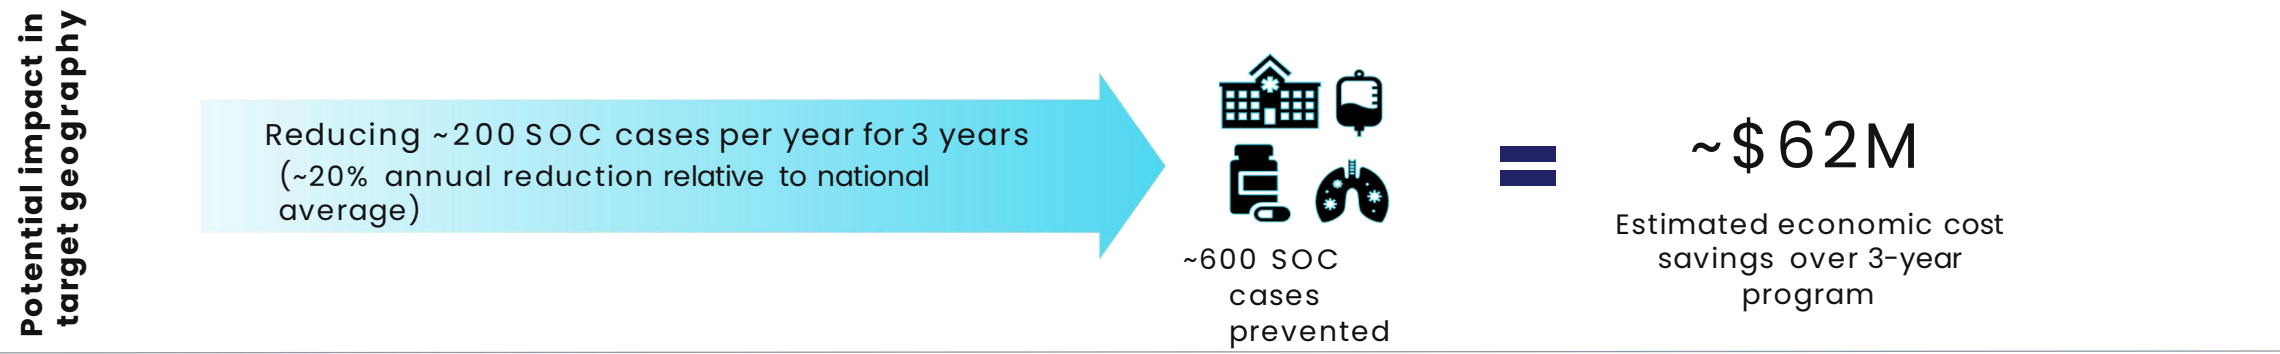 Potential impact in
target geography
Reducing ~200 SOC cases per year for 3 years
(~20% annual reduction relative to national
average)
~600 SOC
cases
prevented
~$62M
Estimated economic cost
savings over 3-year
program